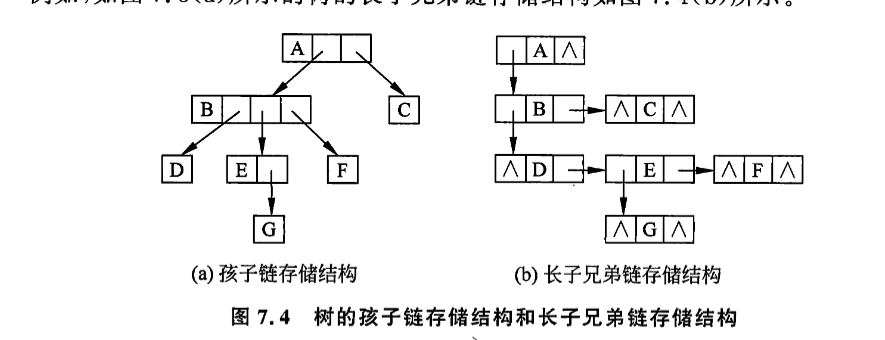 例如,如图7.3(a)所示的树的长子兄弟链存储结构如图7.4(b)所示。
A
A ∧
B
C
B
∧ C ∧
D
E
F
∧ D
E
∧ F ∧
G
∧ G ∧
(a) 孩子链存储结构
(b) 长子兄弟链存储结构
图 7.4 树的孩子链存储结构和长子兄弟链存储结构